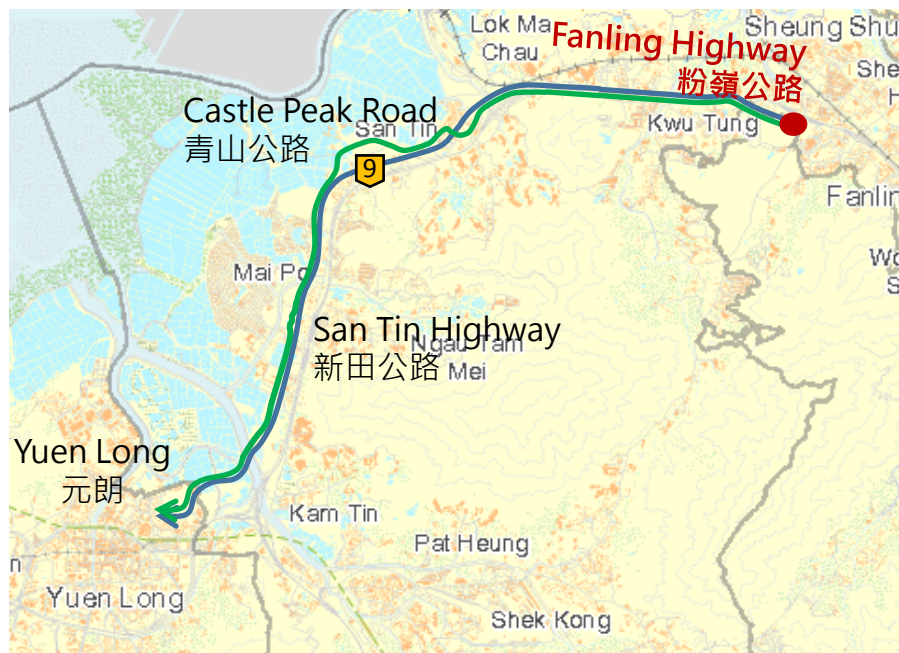 Lok Ma
Chau
Fanling Highway
粉嶺公路
Sheung Shu
She
H
Castle Peak Road
青山公路
San Tin
Kwu Tung
9
Fanlin
Wo
S
Mai Po
San Tin Highway
新田公路
Ngau Tam
Mei
Yuen Long
元朗
Kam Tin
Pat Heung
n
Yuen Long
Shek Kong